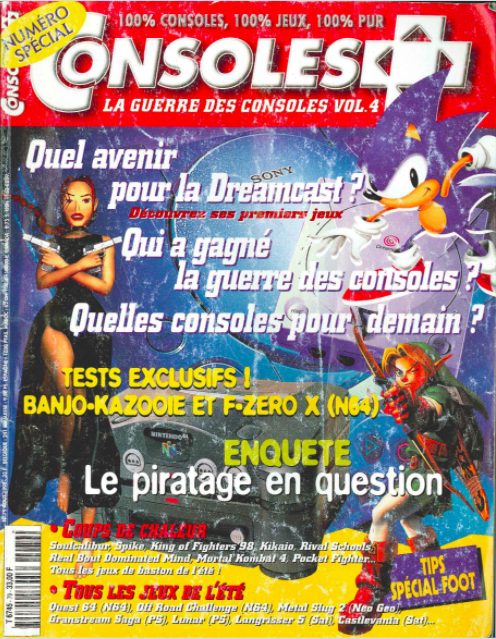 NUMÉRO
SPÉCIAL
100% CONSOLES, 100% JEUX, 100% PUR
CONSOLES+
LA GUERRE DES CONSOLES VOL.4
Quel avenir
pour la Dreamcast ?
Découvrez ses premiers jeux
Qui a gagné
la guerre des consoles ?
Quelles consoles pour demain ?
SONY
TESTS EXCLUSIFS !
BANJO-KAZOOIE ET F-ZERO X (N64)
NINTENDO 64
ENQUETE
Le piratage en question
• COUPS DE CHALEUR
Soulcalibur, Spike, King of Fighters 98, Kikaio, Rival Schools,
Real Soul Dominated Mind, Mortal Kombat 4, Pocket Fighter...
Tous les jeux de baston de l'été !
• TOUS LES JEUX DE L'ÉTÉ
Quest 64 (N64), Off Road Challenge (N64), Metal Slug 2 (Neo Geo)
Granstream Saga (PS), Lunar (PS), Langrisser 5 (Sat), Castlevania (Sat)...
TIPS
SPÉCIAL FOOT
T 6745 - 79 - 33,00 F